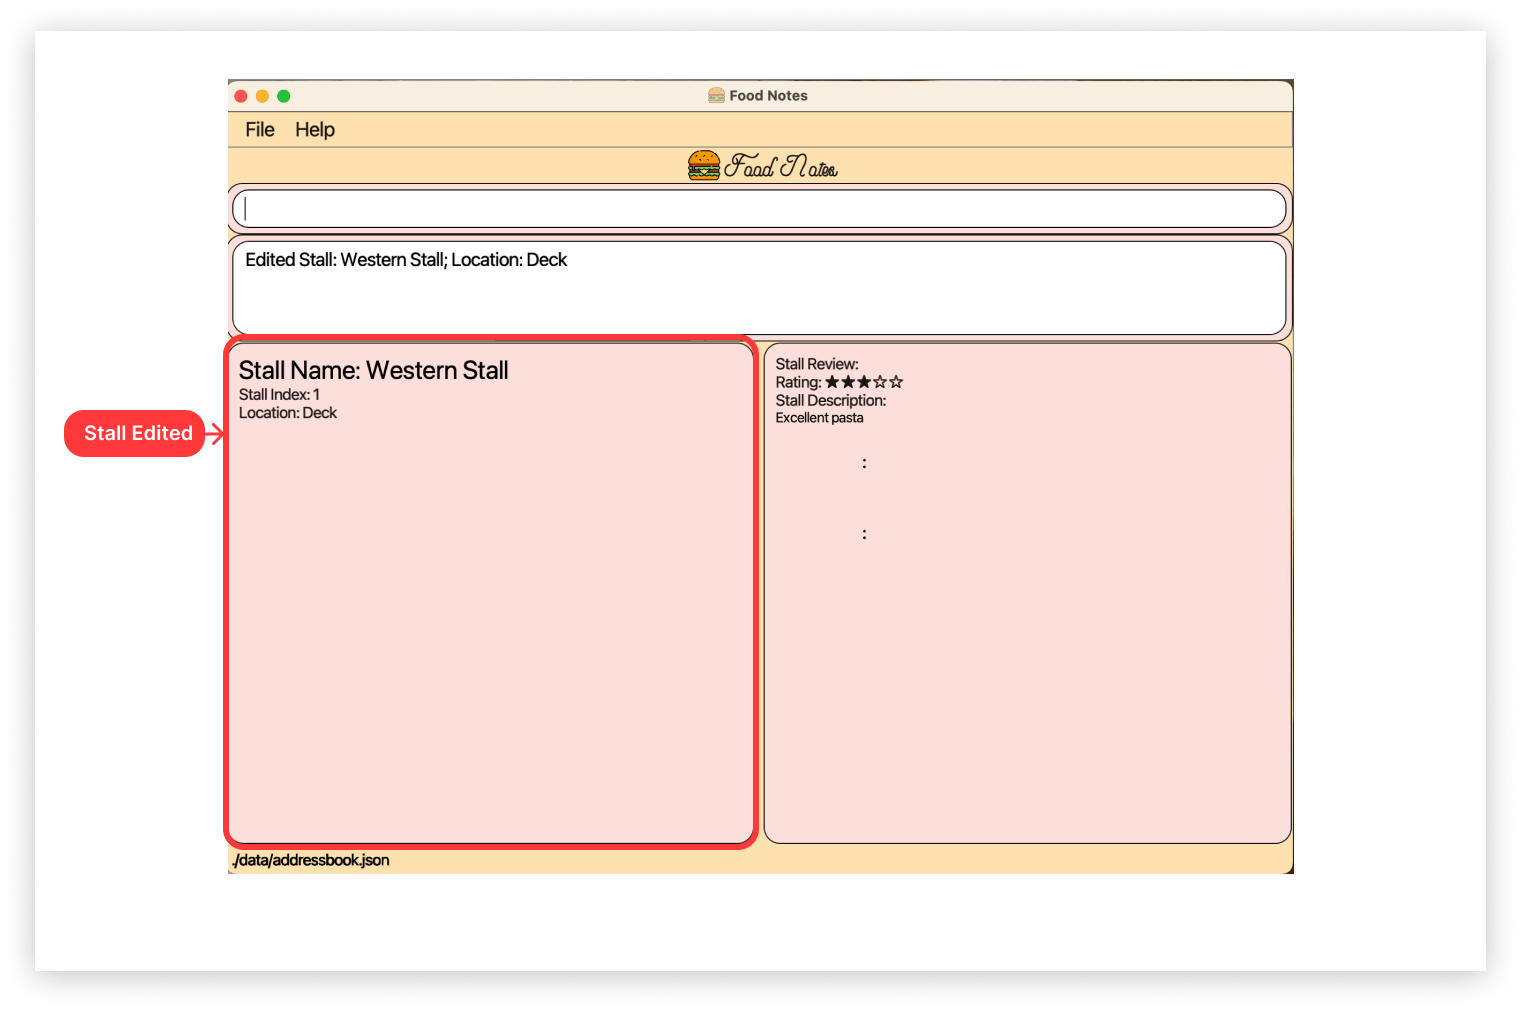 Food Notes
File Help
Food Notes
Edited Stall: Western Stall; Location: Deck
Stall Name: Western Stall
Stall Index: 1
Location: Deck
Stall Edited
Stall Review:
Rating: ★★★☆☆
Stall Description:
Excellent pasta
:
:
./data/addressbook.json